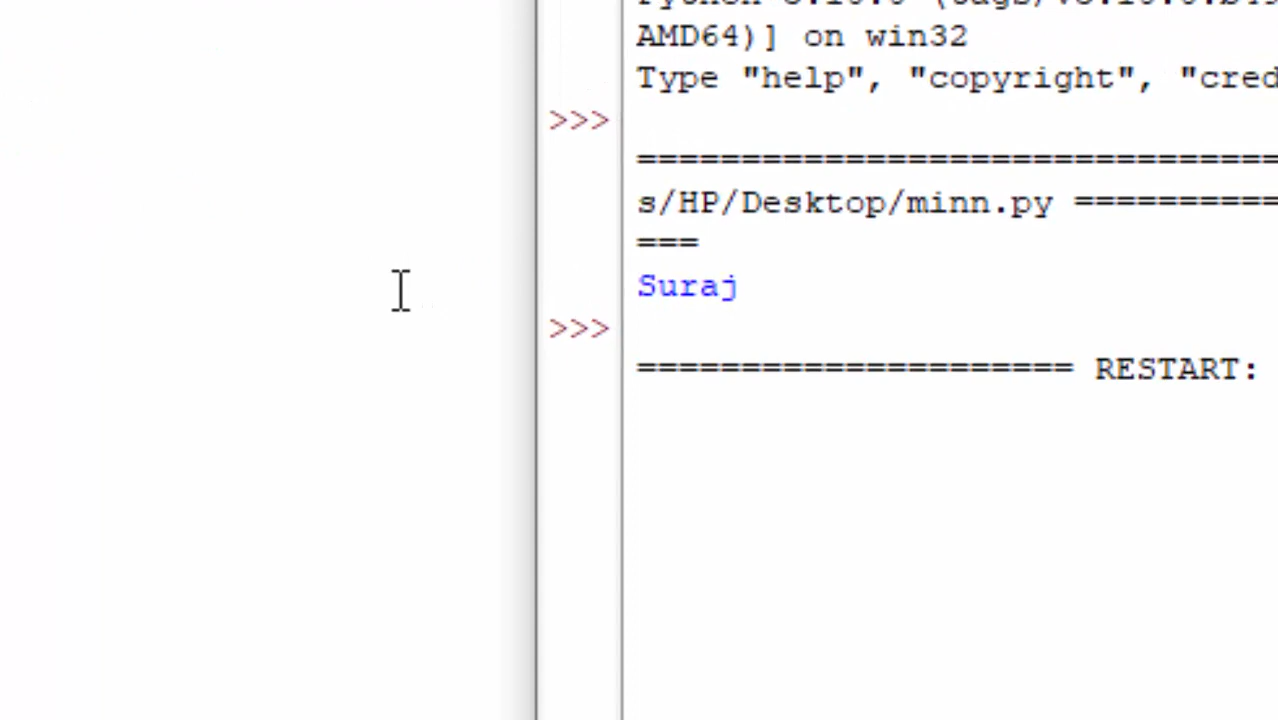 AMD64)] on win32
Type "help", "copyright", "cred
>>>
===============================
s/HP/Desktop/minn.py ==========
===
Suraj
>>>
===================== RESTART: